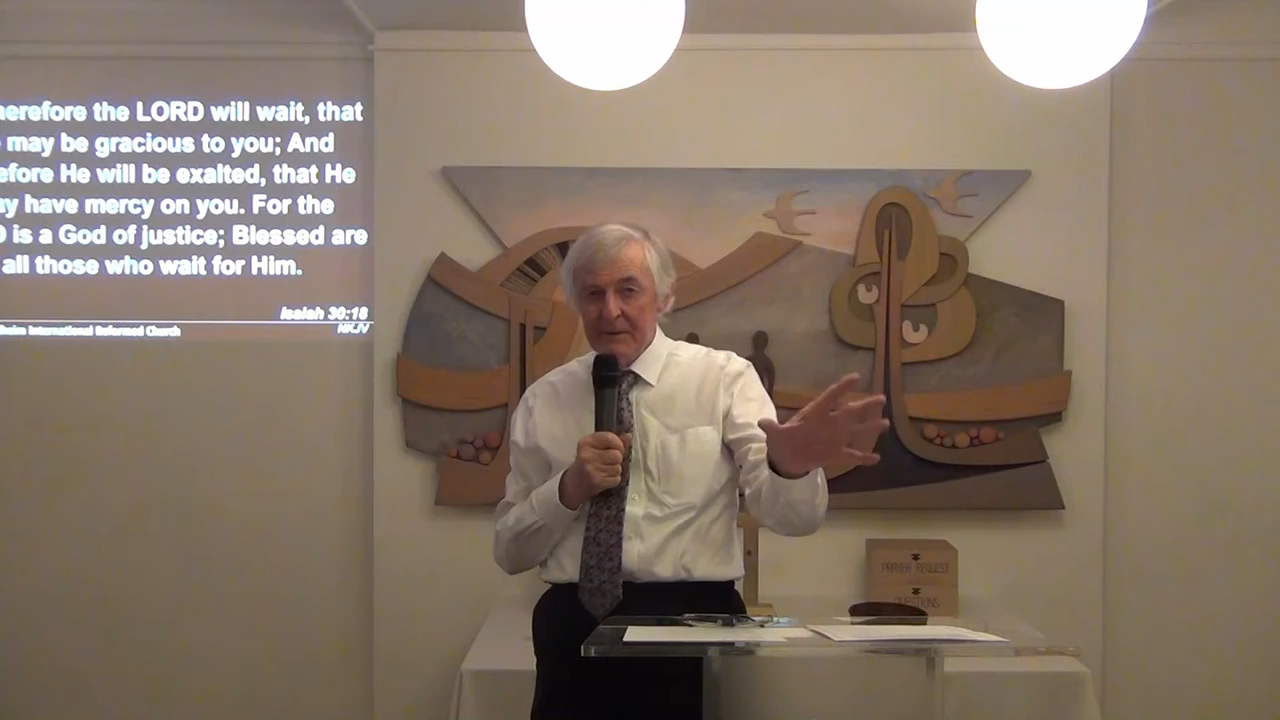 erefore the LORD will wait, that
may be gracious to you; And
efore He will be exalted, that He
ay have mercy on you. For the
D is a God of justice; Blessed are
all those who wait for Him.
Isaiah 30:18
International Reformed Church NKJV
PRAYER REQUEST
QUESTIONS